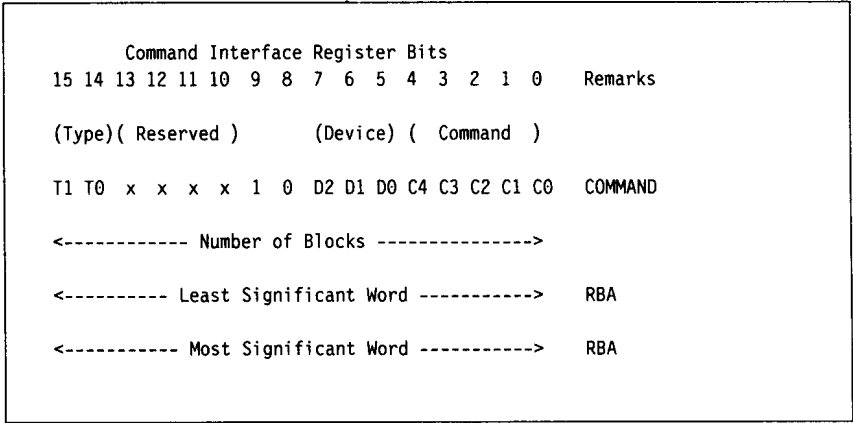 Command Interface Register Bits
15 14 13 12 11 10 9 8 7 6 5 4 3 2 1 0 Remarks
(Type)( Reserved ) (Device) ( Command )
T1 T0 x x x x 1 0 D2 D1 D0 C4 C3 C2 C1 C0 COMMAND
<------------ Number of Blocks --------------->
<---------- Least Significant Word -----------> RBA
<----------- Most Significant Word -----------> RBA